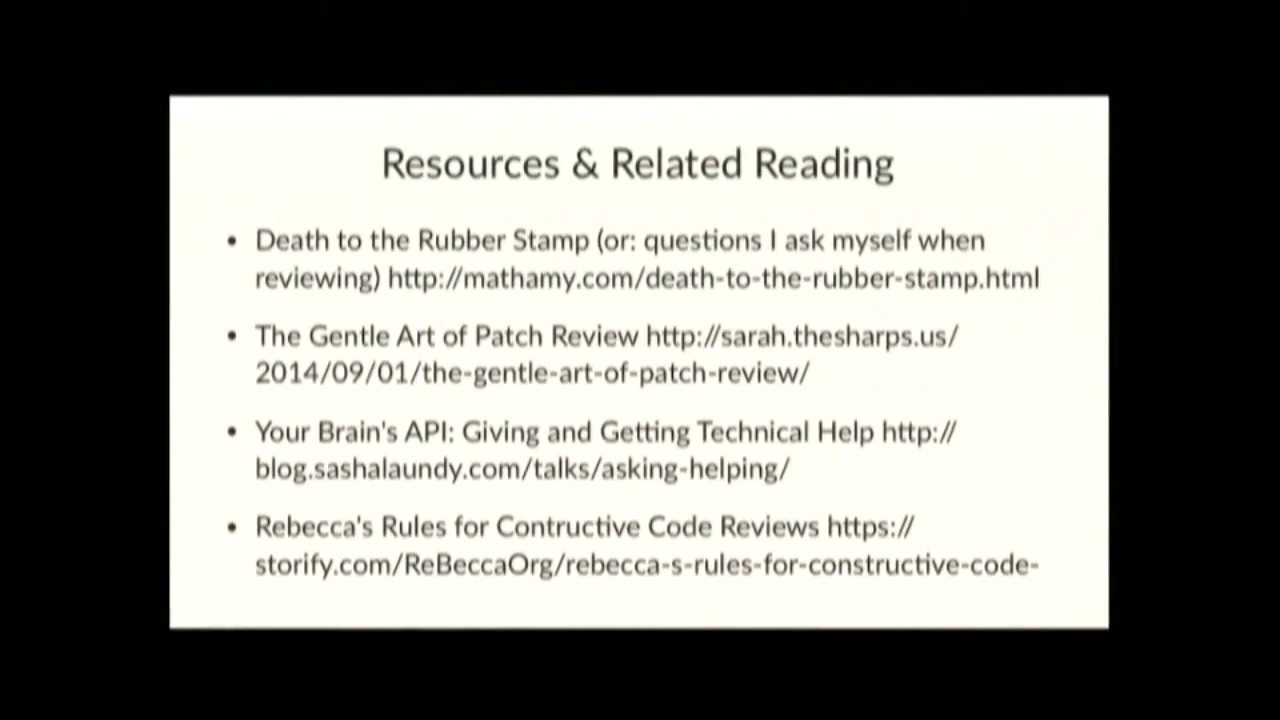 Resources & Related Reading
• Death to the Rubber Stamp (or: questions I ask myself when
reviewing) http://mathamy.com/death-to-the-rubber-stamp.html
• The Gentle Art of Patch Review http://sarah.thesharps.us/
2014/09/01/the-gentle-art-of-patch-review/
• Your Brain's API: Giving and Getting Technical Help http://
blog.sashalaundy.com/talks/asking-helping/
• Rebecca's Rules for Contructive Code Reviews https://
storify.com/ReBeccaOrg/rebecca-s-rules-for-constructive-code-